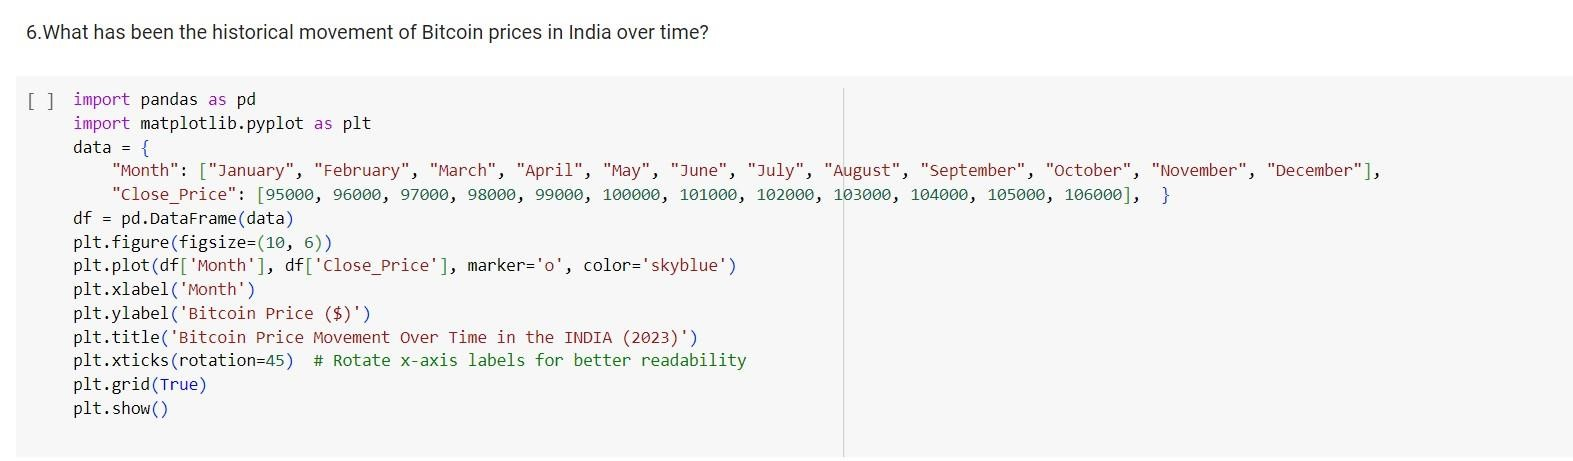 6.What has been the historical movement of Bitcoin prices in India over time?
[ ] import pandas as pd
import matplotlib.pyplot as plt
data = {
    "Month": ["January", "February", "March", "April", "May", "June", "July", "August", "September", "October", "November", "December"],
    "Close_Price": [95000, 96000, 97000, 98000, 99000, 100000, 101000, 102000, 103000, 104000, 105000, 106000],  }
df = pd.DataFrame(data)
plt.figure(figsize=(10, 6))
plt.plot(df['Month'], df['Close_Price'], marker='o', color='skyblue')
plt.xlabel('Month')
plt.ylabel('Bitcoin Price ($)')
plt.title('Bitcoin Price Movement Over Time in the INDIA (2023)')
plt.xticks(rotation=45)  # Rotate x-axis labels for better readability
plt.grid(True)
plt.show()